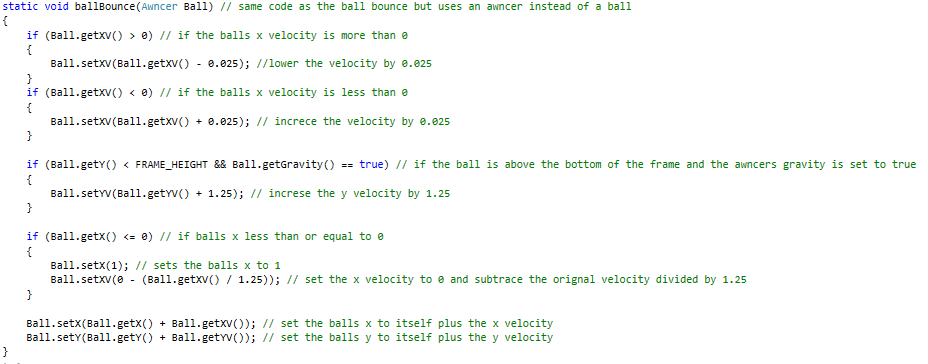 static void ballBounce(Awncer Ball) // same code as the ball bounce but uses an awncer instead of a ball
{
if (Ball.getXV() > 0) // if the balls x velocity is more than 0
{
Ball.setXV(Ball.getXV() - 0.025); //lower the velocity by 0.025
}
if (Ball.getXV() < 0) // if the balls x velocity is less than 0
{
Ball.setXV(Ball.getXV() + 0.025); // increce the velocity by 0.025
}
if (Ball.getY() < FRAME_HEIGHT && Ball.getGravity() == true) // if the ball is above the bottom of the frame and the awncers gravity is set to true
{
Ball.setYV(Ball.getYV() + 1.25); // increse the y velocity by 1.25
}
if (Ball.getX() <= 0) // if balls x less than or equal to 0
{
Ball.setX(1); // sets the balls x to 1
Ball.setXV(0 - (Ball.getXV() / 1.25)); // set the x velocity to 0 and subtrace the orignal velocity divided by 1.25
}
Ball.setX(Ball.getX() + Ball.getXV()); // set the balls x to itself plus the x velocity
Ball.setY(Ball.getY() + Ball.getYV()); // set the balls y to itself plus the y velocity
}